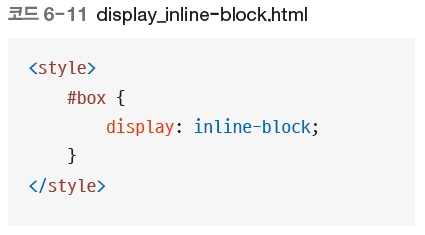 코드 6-11 display_inline-block.html
<style>
    #box {
        display: inline-block;
    }
</style>